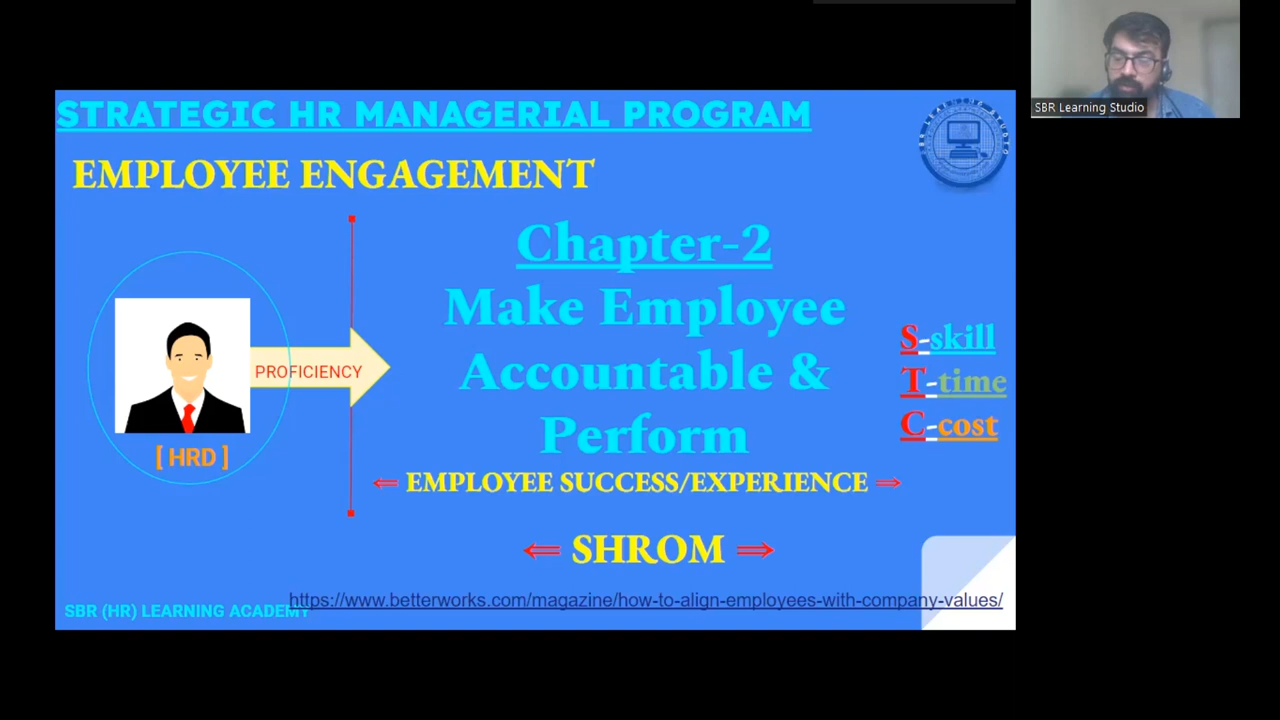 STRATEGIC HR MANAGERIAL PROGRAM
EMPLOYEE ENGAGEMENT
Chapter-2
Make Employee
Accountable &
Perform
PROFICIENCY
[ HRD ]
S-skill
T-time
C-cost
⇐ EMPLOYEE SUCCESS/EXPERIENCE ⇒
⇐ SHROM ⇒
https://www.betterworks.com/magazine/how-to-align-employees-with-company-values/
SBR (HR) LEARNING ACADEMY
SBR Learning Studio